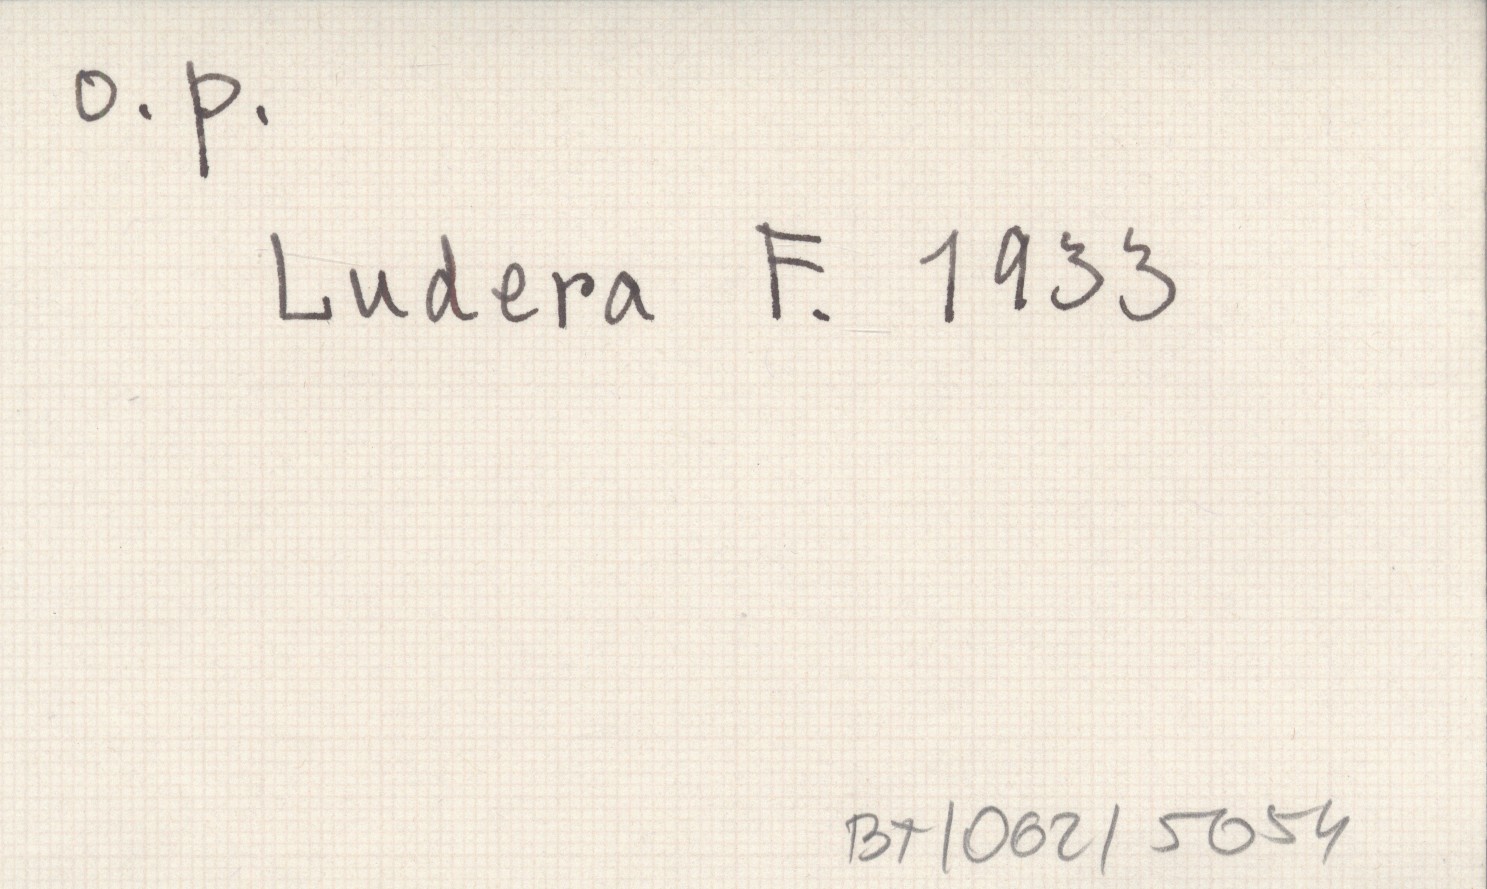 o.p.
Ludera F. 1933
BT/062/5054